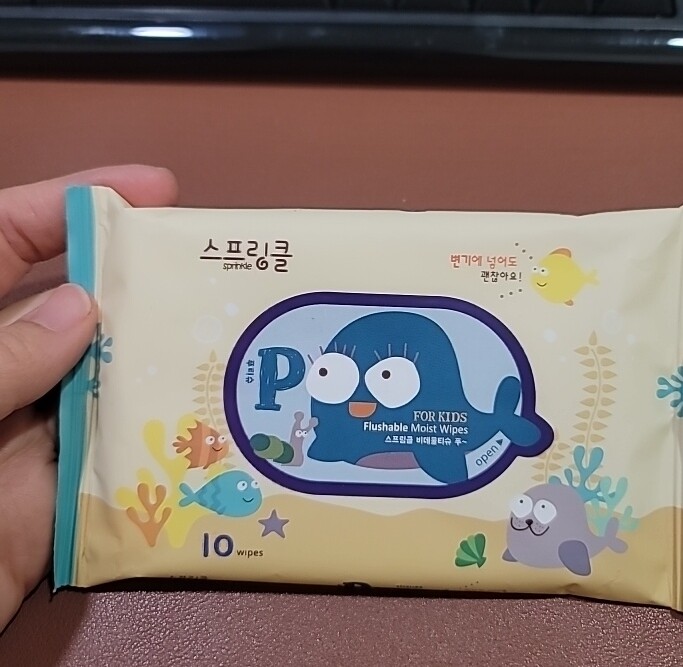 스프링클
sprinkle
변기에 넣어도
괜찮아요!
P
FOR KIDS
Flushable Moist Wipes
스프링클 비데물티슈 푸~
open
10 wipes